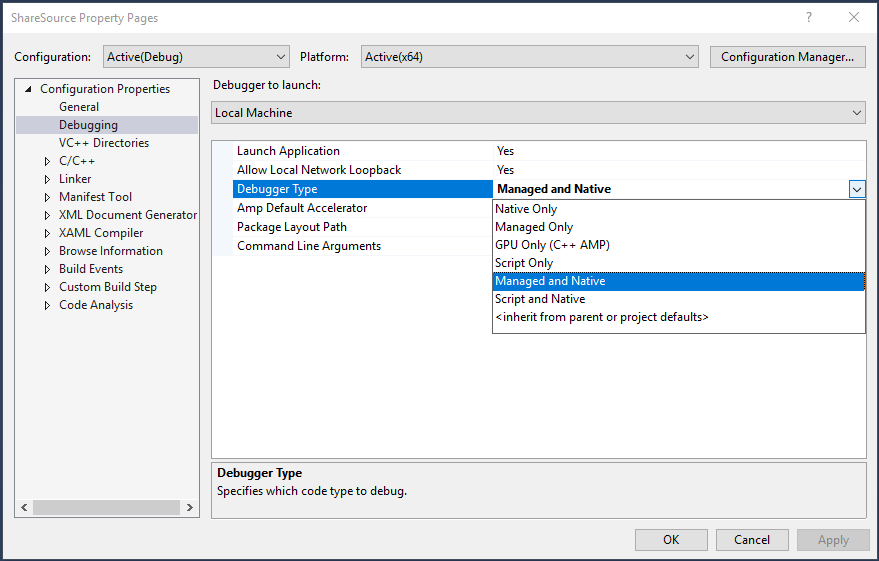 ShareSource Property Pages
?
Configuration: Active(Debug) Platform: Active(x64) Configuration Manager...
Configuration Properties
General
Debugging
VC++ Directories
C/C++
Linker
Manifest Tool
XML Document Generator
XAML Compiler
Browse Information
Build Events
Custom Build Step
Code Analysis
Debugger to launch:
Local Machine
Launch Application Yes
Allow Local Network Loopback Yes
Debugger Type Managed and Native
Amp Default Accelerator
Package Layout Path
Command Line Arguments
Native Only
Managed Only
GPU Only (C++ AMP)
Script Only
Managed and Native
Script and Native
<inherit from parent or project defaults>
Debugger Type
Specifies which code type to debug.
OK Cancel Apply